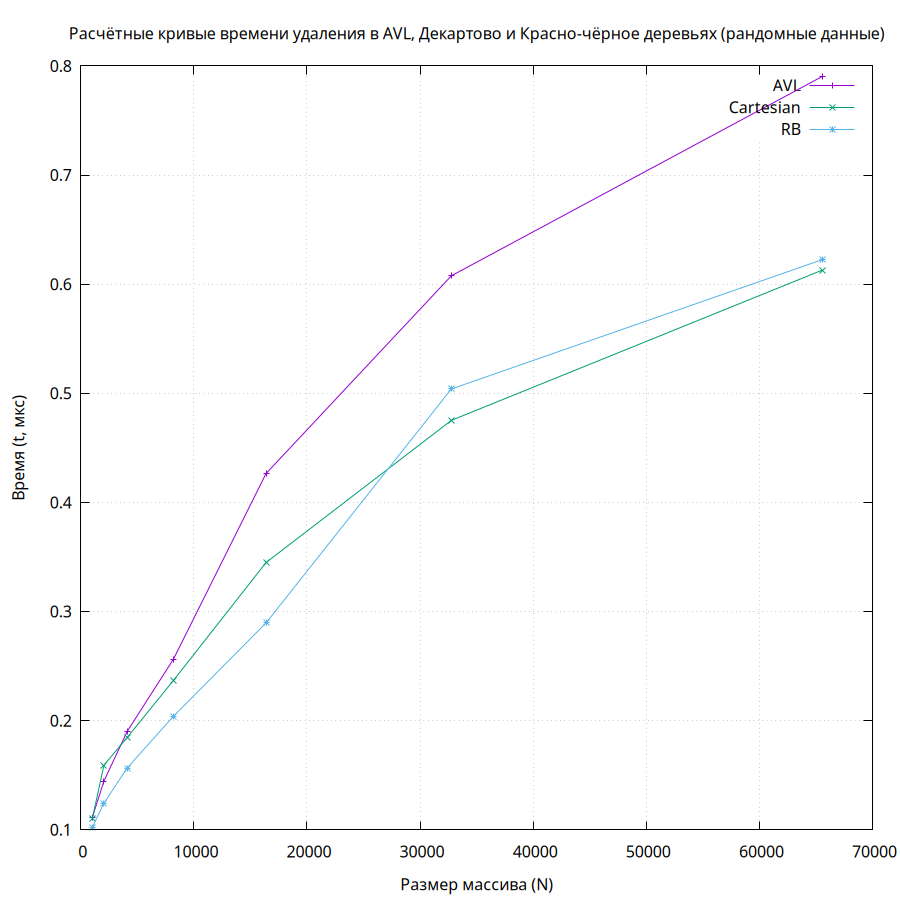 Расчётные кривые времени удаления в AVL, Декартово и Красно-чёрное деревьях (рандомные данные)
0.8
AVL
Cartesian
RB
0.7
0.6
0.5
Время (t, мкс)
0.4
0.3
0.2
0.1
0 10000 20000 30000 40000 50000 60000 70000
Размер массива (N)